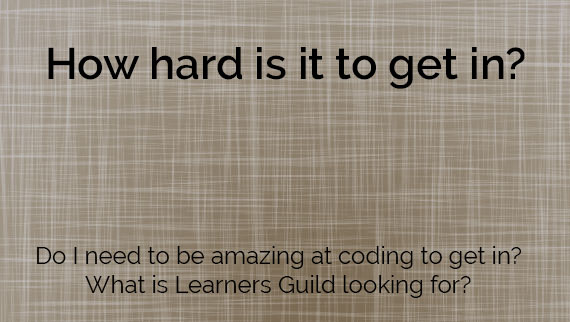 How hard is it to get in?
Do I need to be amazing at coding to get in?
What is Learners Guild looking for?